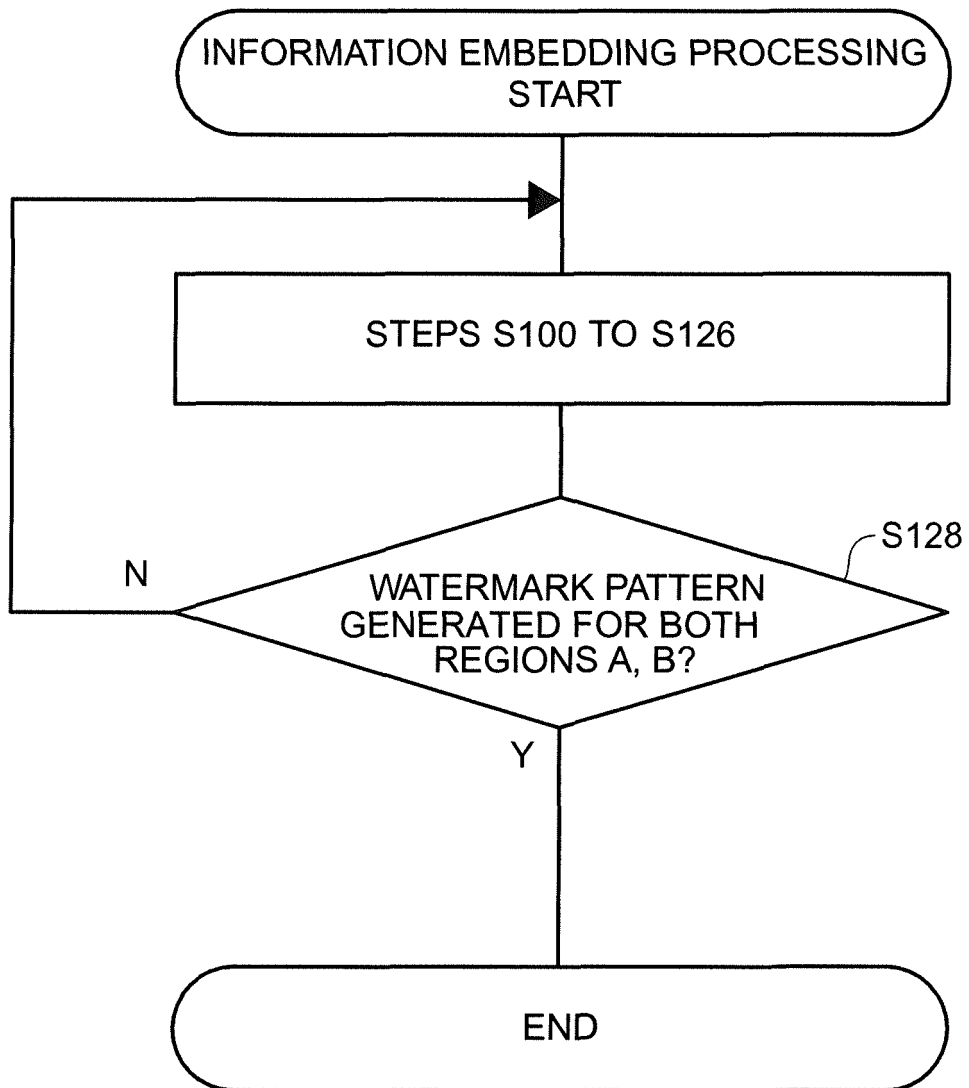 INFORMATION EMBEDDING PROCESSING
START
STEPS S100 TO S126
S128
N
WATERMARK PATTERN
GENERATED FOR BOTH
REGIONS A, B?
Y
END